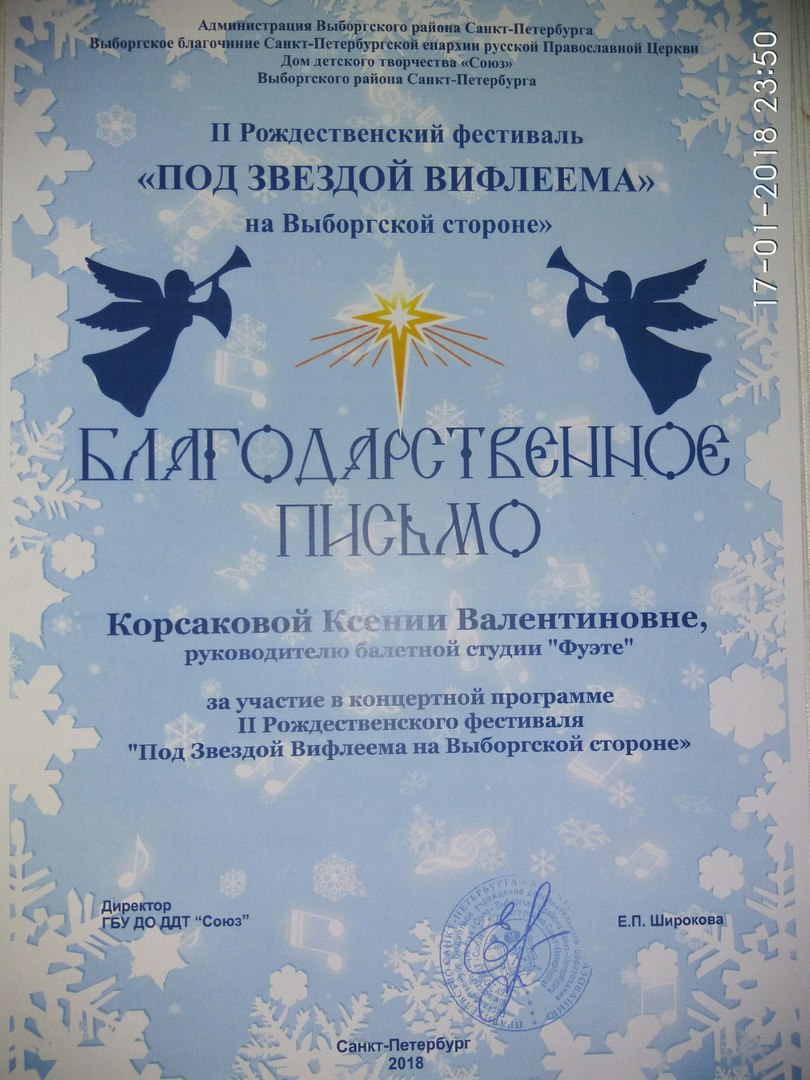 Администрация Выборгского района Санкт-Петербурга
Выборгское благочиние Санкт-Петербургской епархии русской Православной Церкви
Дом детского творчества «Союз»
Выборгского района Санкт-Петербурга
II Рождественский фестиваль
«ПОД ЗВЕЗДОЙ ВИФЛЕЕМА»
на Выборгской стороне»
БЛАГОДАРСТВЕННОЕ
ПИСЬМО
Корсаковой Ксении Валентиновне,
руководителю балетной студии "Фуэте"
за участие в концертной программе
II Рождественского фестиваля
"Под Звездой Вифлеема на Выборгской стороне»
Директор
ГБУ ДО ДДТ “Союз”
Е.П. Широкова
Санкт-Петербург
2018
17-01-2018 23:50